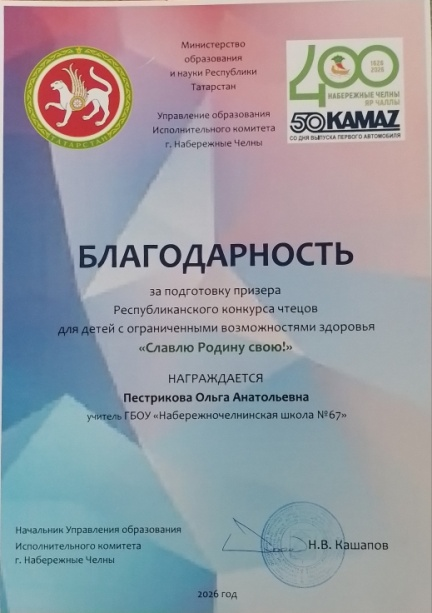 Министерство
образования
и науки Республики
Татарстан
Управление образования
Исполнительного комитета
г. Набережные Челны
ТАТАРСТАН
400
1626
2026
НАБЕРЕЖНЫЕ ЧЕЛНЫ
ЯР ЧАЛЛЫ
50 KAMAZ
СО ДНЯ ВЫПУСКА ПЕРВОГО АВТОМОБИЛЯ
БЛАГОДАРНОСТЬ
за подготовку призера
Республиканского конкурса чтецов
для детей с ограниченными возможностями здоровья
«Славлю Родину свою!»
НАГРАЖДАЕТСЯ
Пестрикова Ольга Анатольевна
учитель ГБОУ «Набережночелнинская школа №67»
Начальник Управления образования
Исполнительного комитета
г. Набережные Челны
Н.В. Кашапов
2026 год